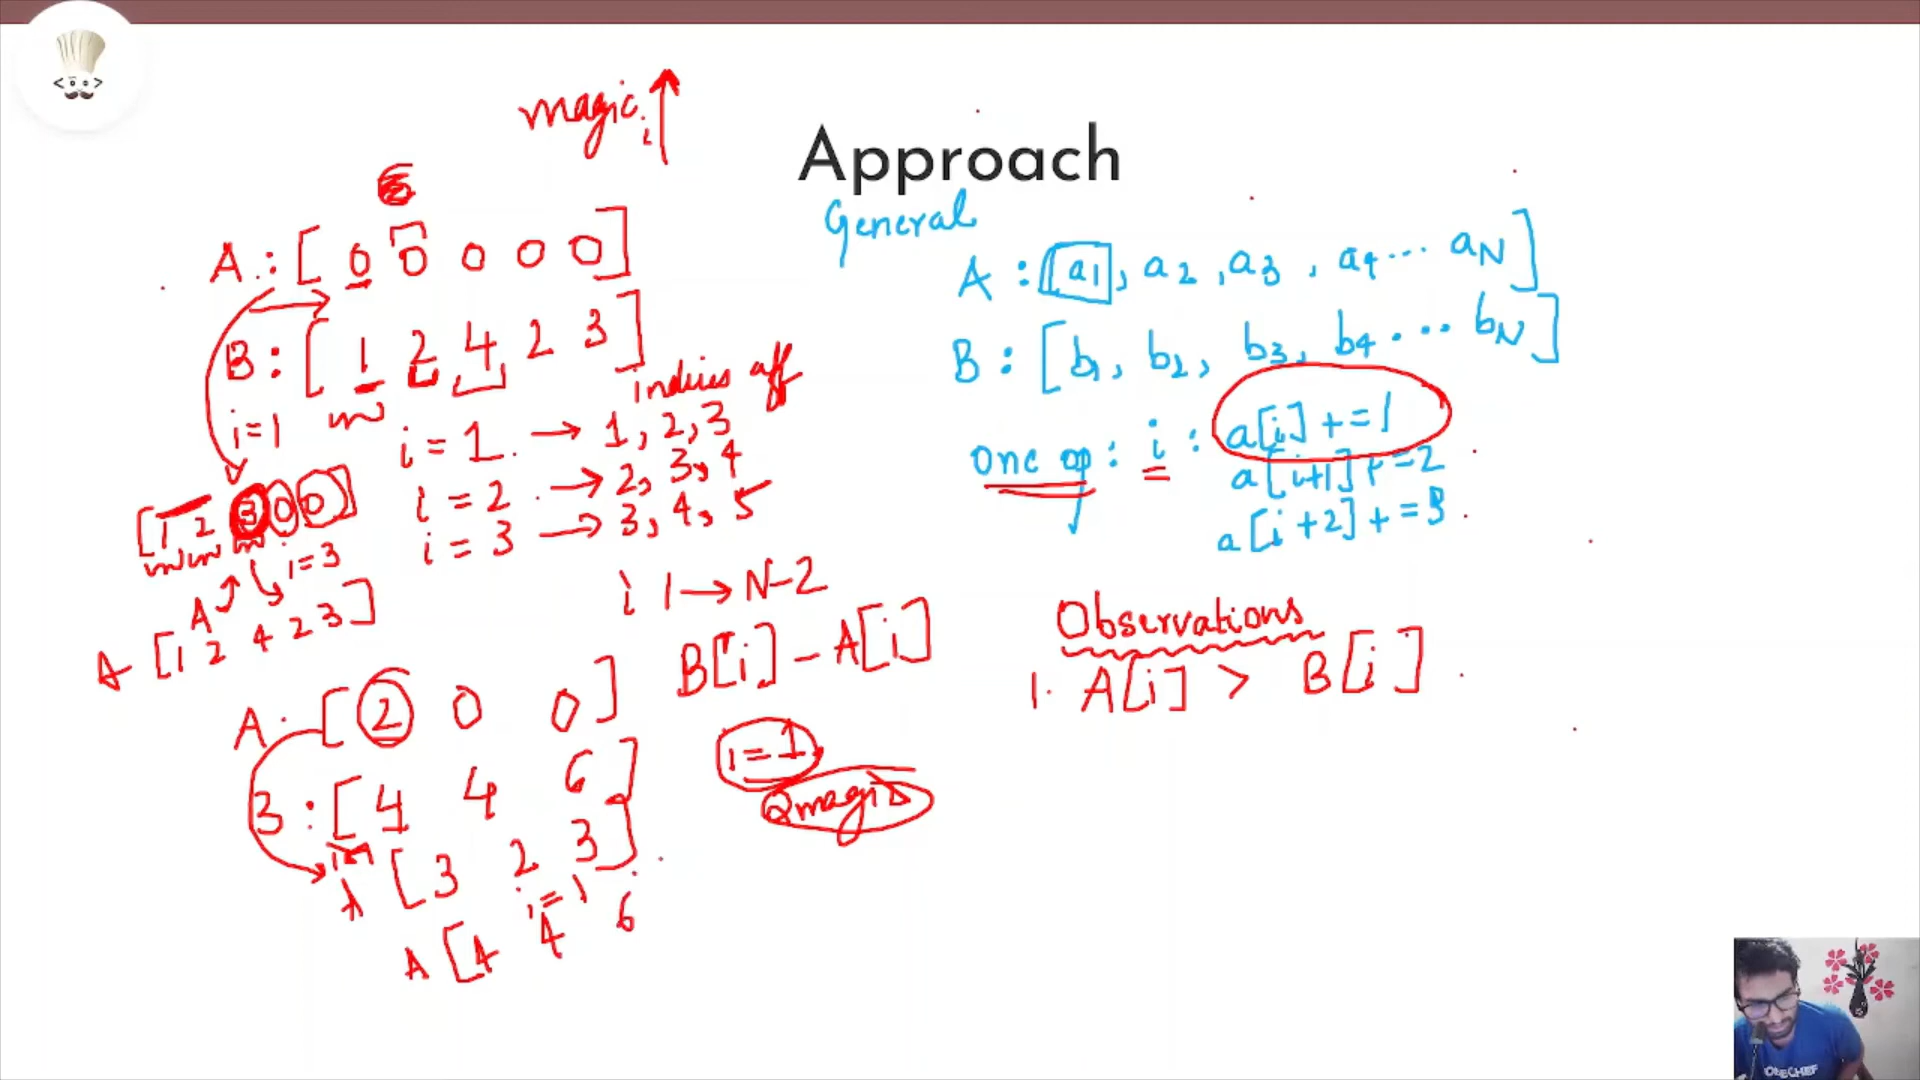 magic i
Approach
General
A : [ 0 0 0 0 0 ]
B : [ 1 2 4 2 3 ]
i=1
indices aff
i = 1 → 1, 2, 3
i = 2 → 2, 3, 4
i = 3 → 3, 4, 5
[ 1 2 3 0 0 ]
i=3
A
A [ 1 2 4 2 3 ]
i 1 → N-2
B[i] - A[i]
A : [ 2 0 0 ]
3 : [ 4 4 6 ]
i=1
A [ 3 2 3 ]
i=1
A [ 4 4 6
i=1
2magics
A : [ a1, a2, a3, a4 ... aN ]
B : [ b1, b2, b3, b4 ... bN ]
One op : i : a[i] += 1
a[i+1] += 2
a[i+2] += 3
Observations
1. A[i] > B[i]